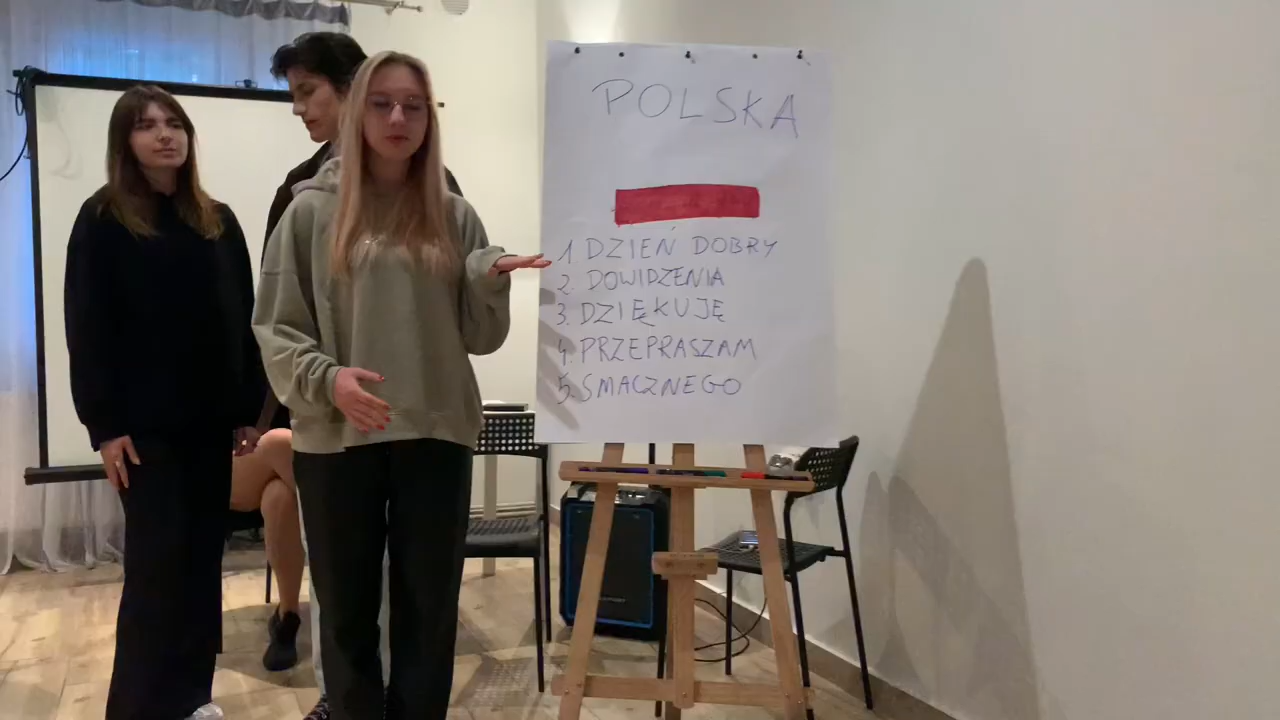 POLSKA
1. DZIEŃ DOBRY
2. DOWIDZENIA
3. DZIĘKUJĘ
4. PRZEPRASZAM
5. SMACZNEGO